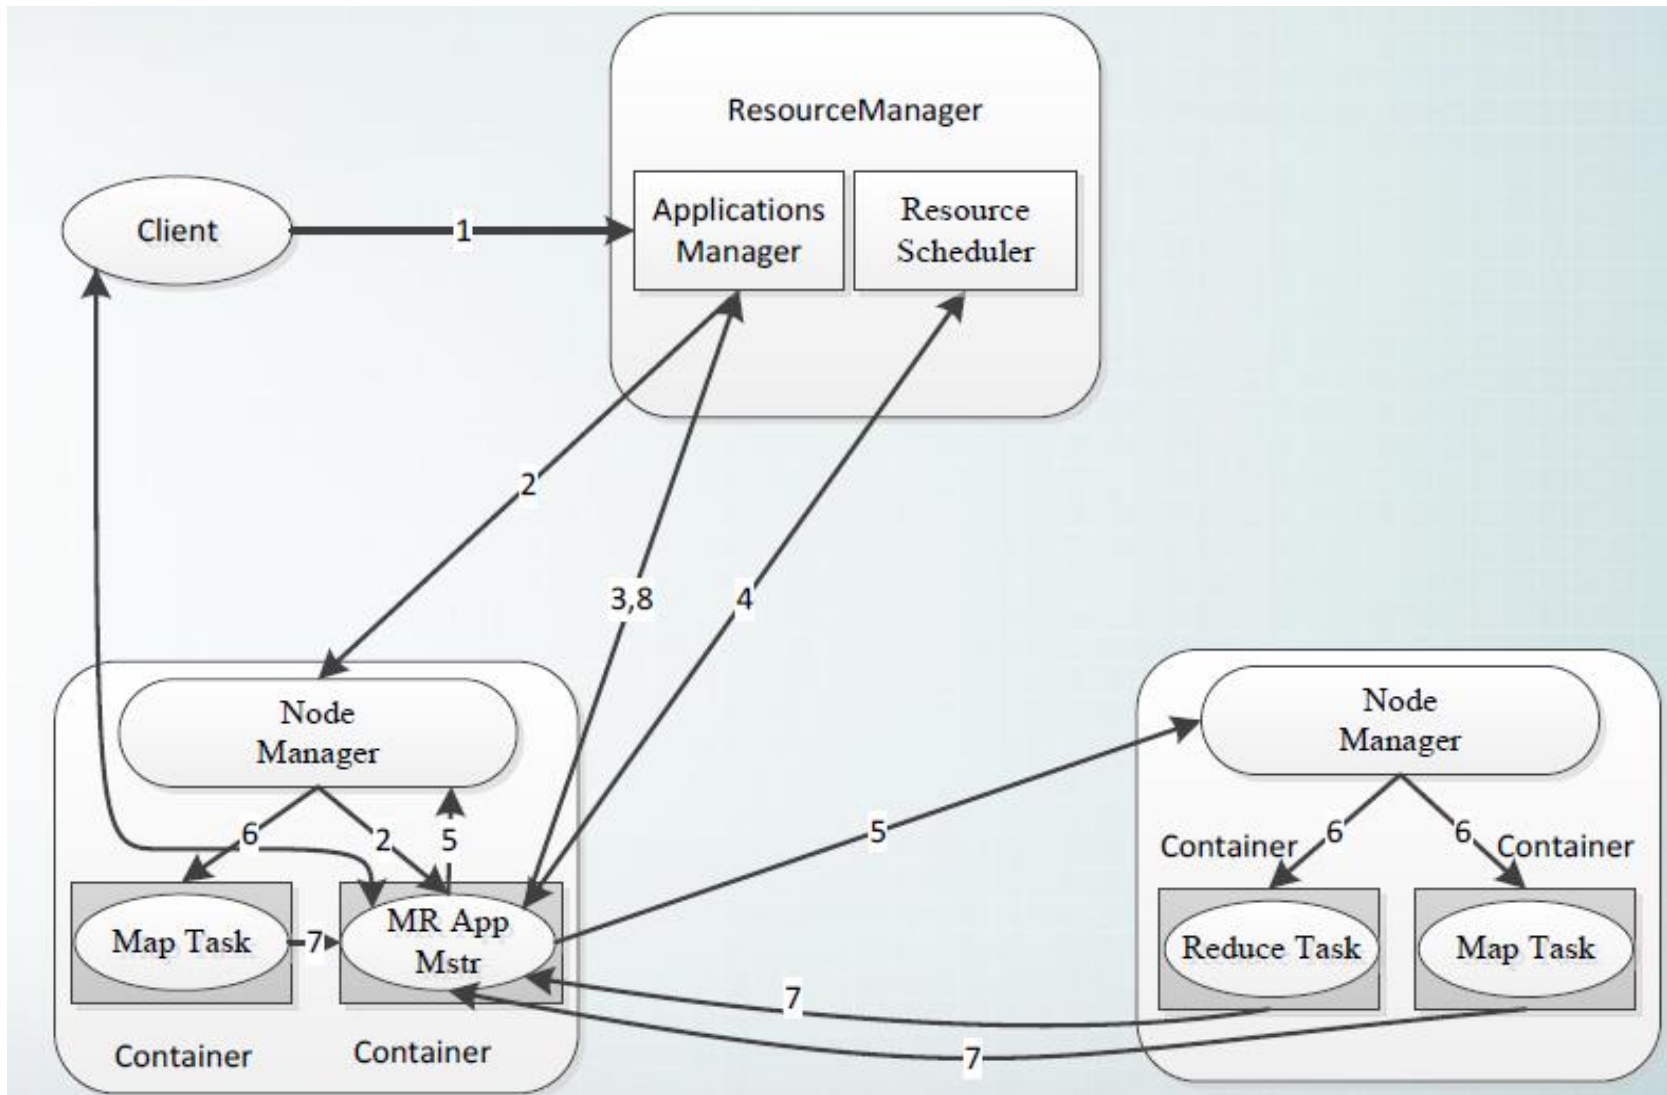 ResourceManager
Applications
Manager
Resource
Scheduler
Client
1
2
3,8
4
Node
Manager
6
2
5
Map Task
7
MR App
Mstr
Container
Container
5
Node
Manager
Container
6
6
Container
Reduce Task
Map Task
7
7